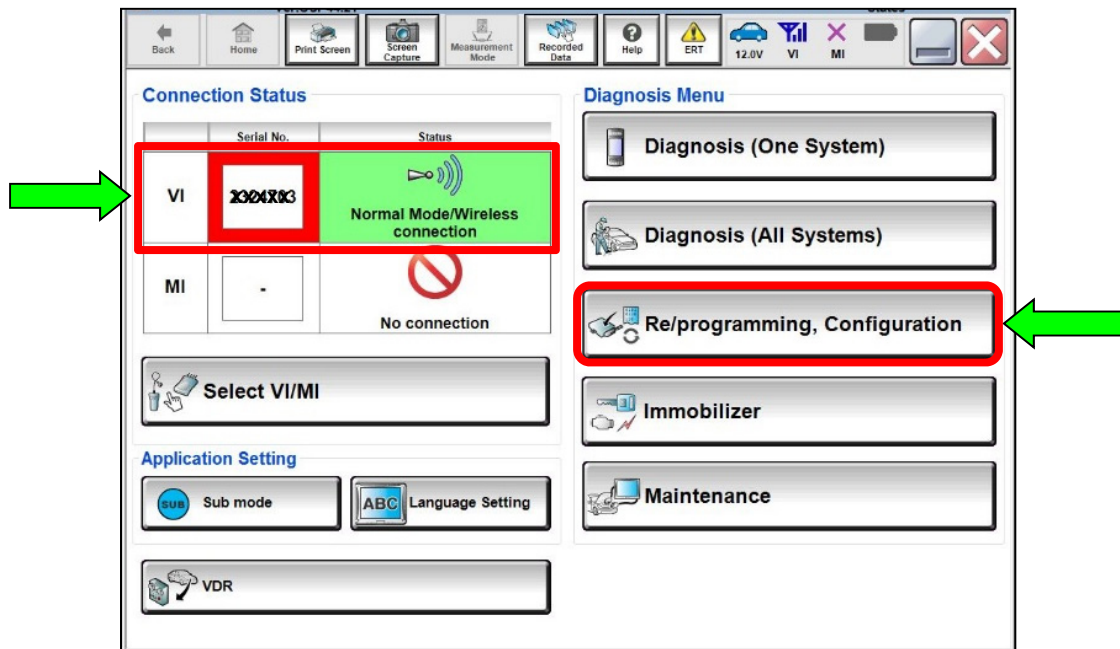 Back
Home
Print Screen
Screen
Capture
Measurement
Mode
Recorded
Data
Help
ERT
12.0V
VI
MI
Connection Status
Serial No.
Status
VI
Normal Mode/Wireless
connection
MI
-
No connection
Select VI/MI
Application Setting
SUB
Sub mode
ABC
Language Setting
VDR
Diagnosis Menu
Diagnosis (One System)
Diagnosis (All Systems)
Re/programming, Configuration
Immobilizer
Maintenance